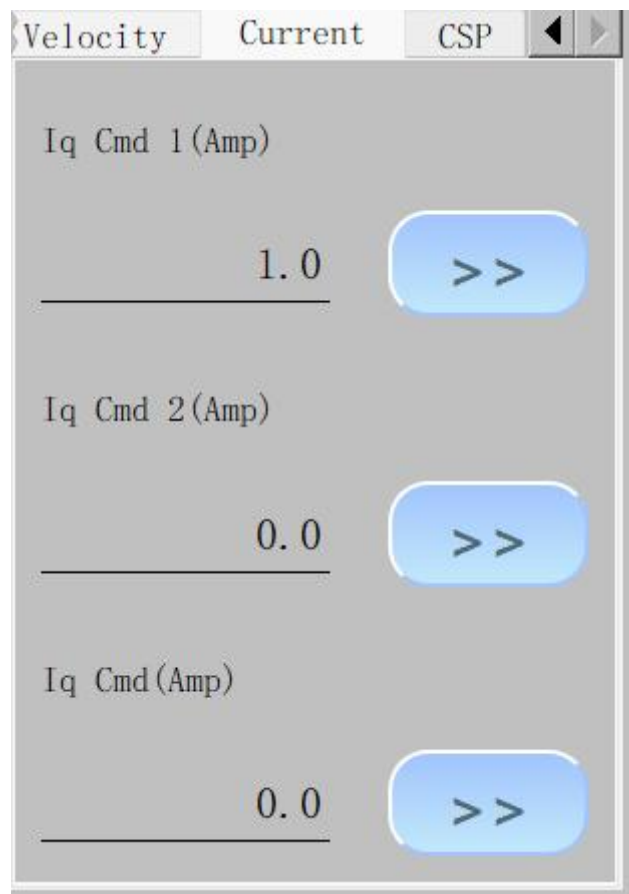 Velocity Current CSP
Iq Cmd 1(Amp)
1.0 >>
Iq Cmd 2(Amp)
0.0 >>
Iq Cmd(Amp)
0.0 >>